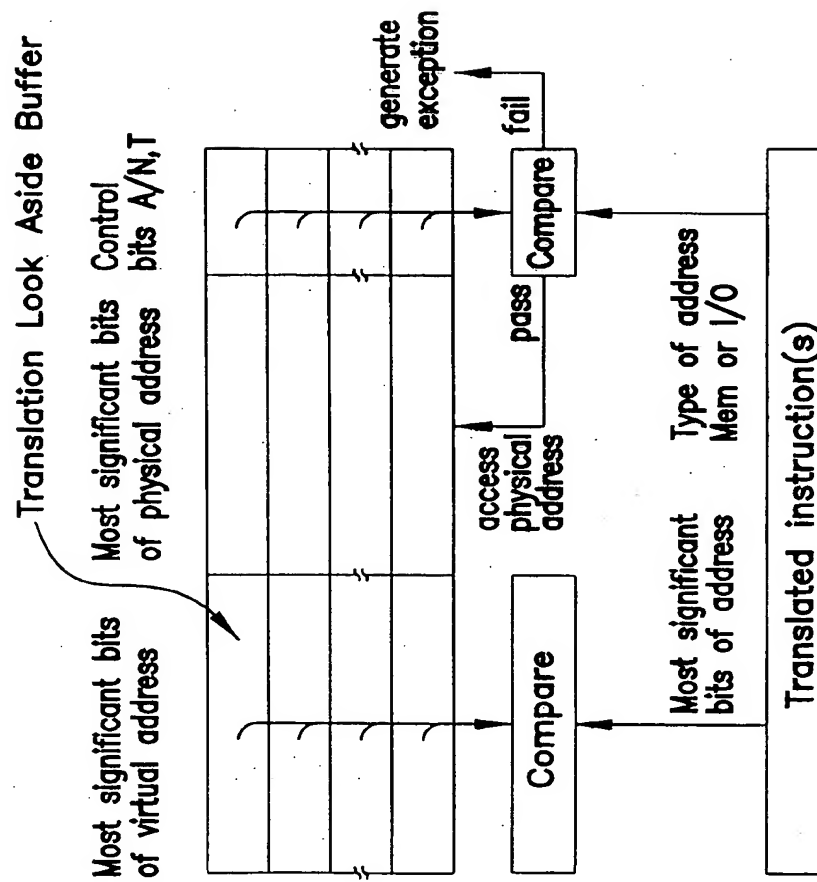 Translation Look Aside Buffer
Most significant bits
of virtual address
Most significant bits
of physical address
Control
bits A/N,T
generate
exception
access
physical
address
pass
fail
Compare
Compare
Most significant
bits of address
Type of address
Mem or I/O
Translated instruction(s)